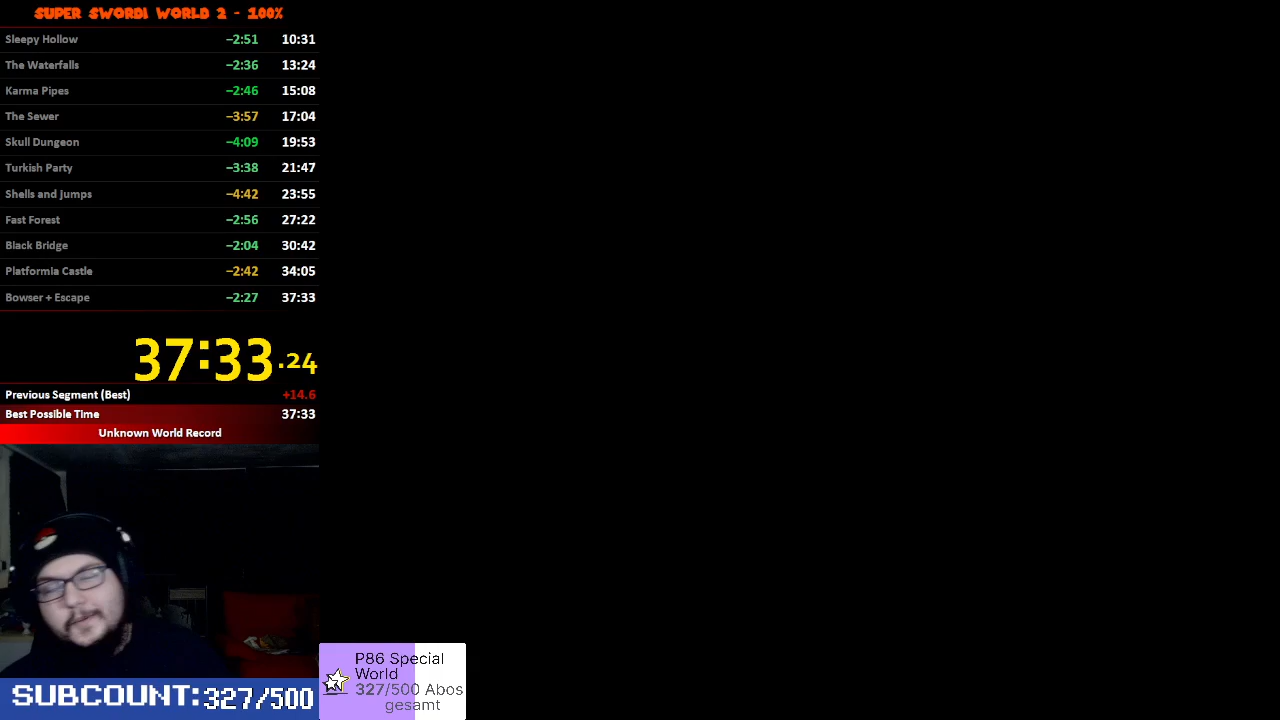 SUPER SWORDI WORLD 2 - 100%
Sleepy Hollow -2:51 10:31
The Waterfalls -2:36 13:24
Karma Pipes -2:46 15:08
The Sewer -3:57 17:04
Skull Dungeon -4:09 19:53
Turkish Party -3:38 21:47
Shells and Jumps -4:42 23:55
Fast Forest -2:56 27:22
Black Bridge -2:04 30:42
Platformia Castle -2:42 34:05
Bowser + Escape -2:27 37:33
37:33.24
Previous Segment (Best) +14.6
Best Possible Time 37:33
Unknown World Record
P86 Special
World
327/500 Abos
gesamt
SUBCOUNT: 327/500